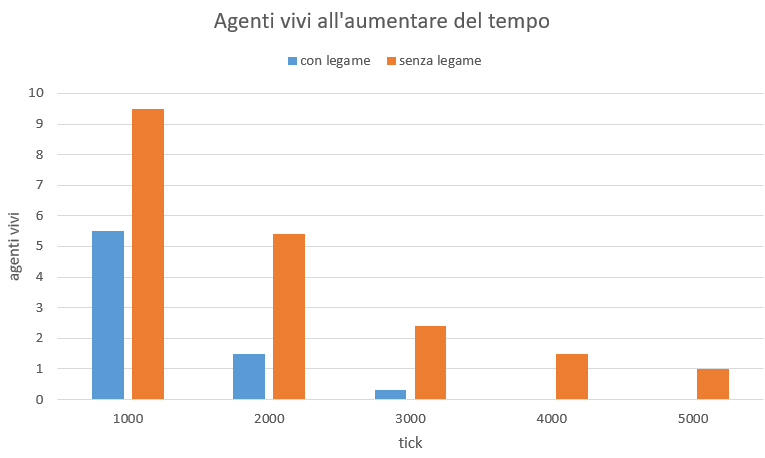 Agenti vivi all'aumentare del tempo
con legame senza legame
10
9
8
7
6
5
4
3
2
1
0
agenti vivi
1000 2000 3000 4000 5000
tick